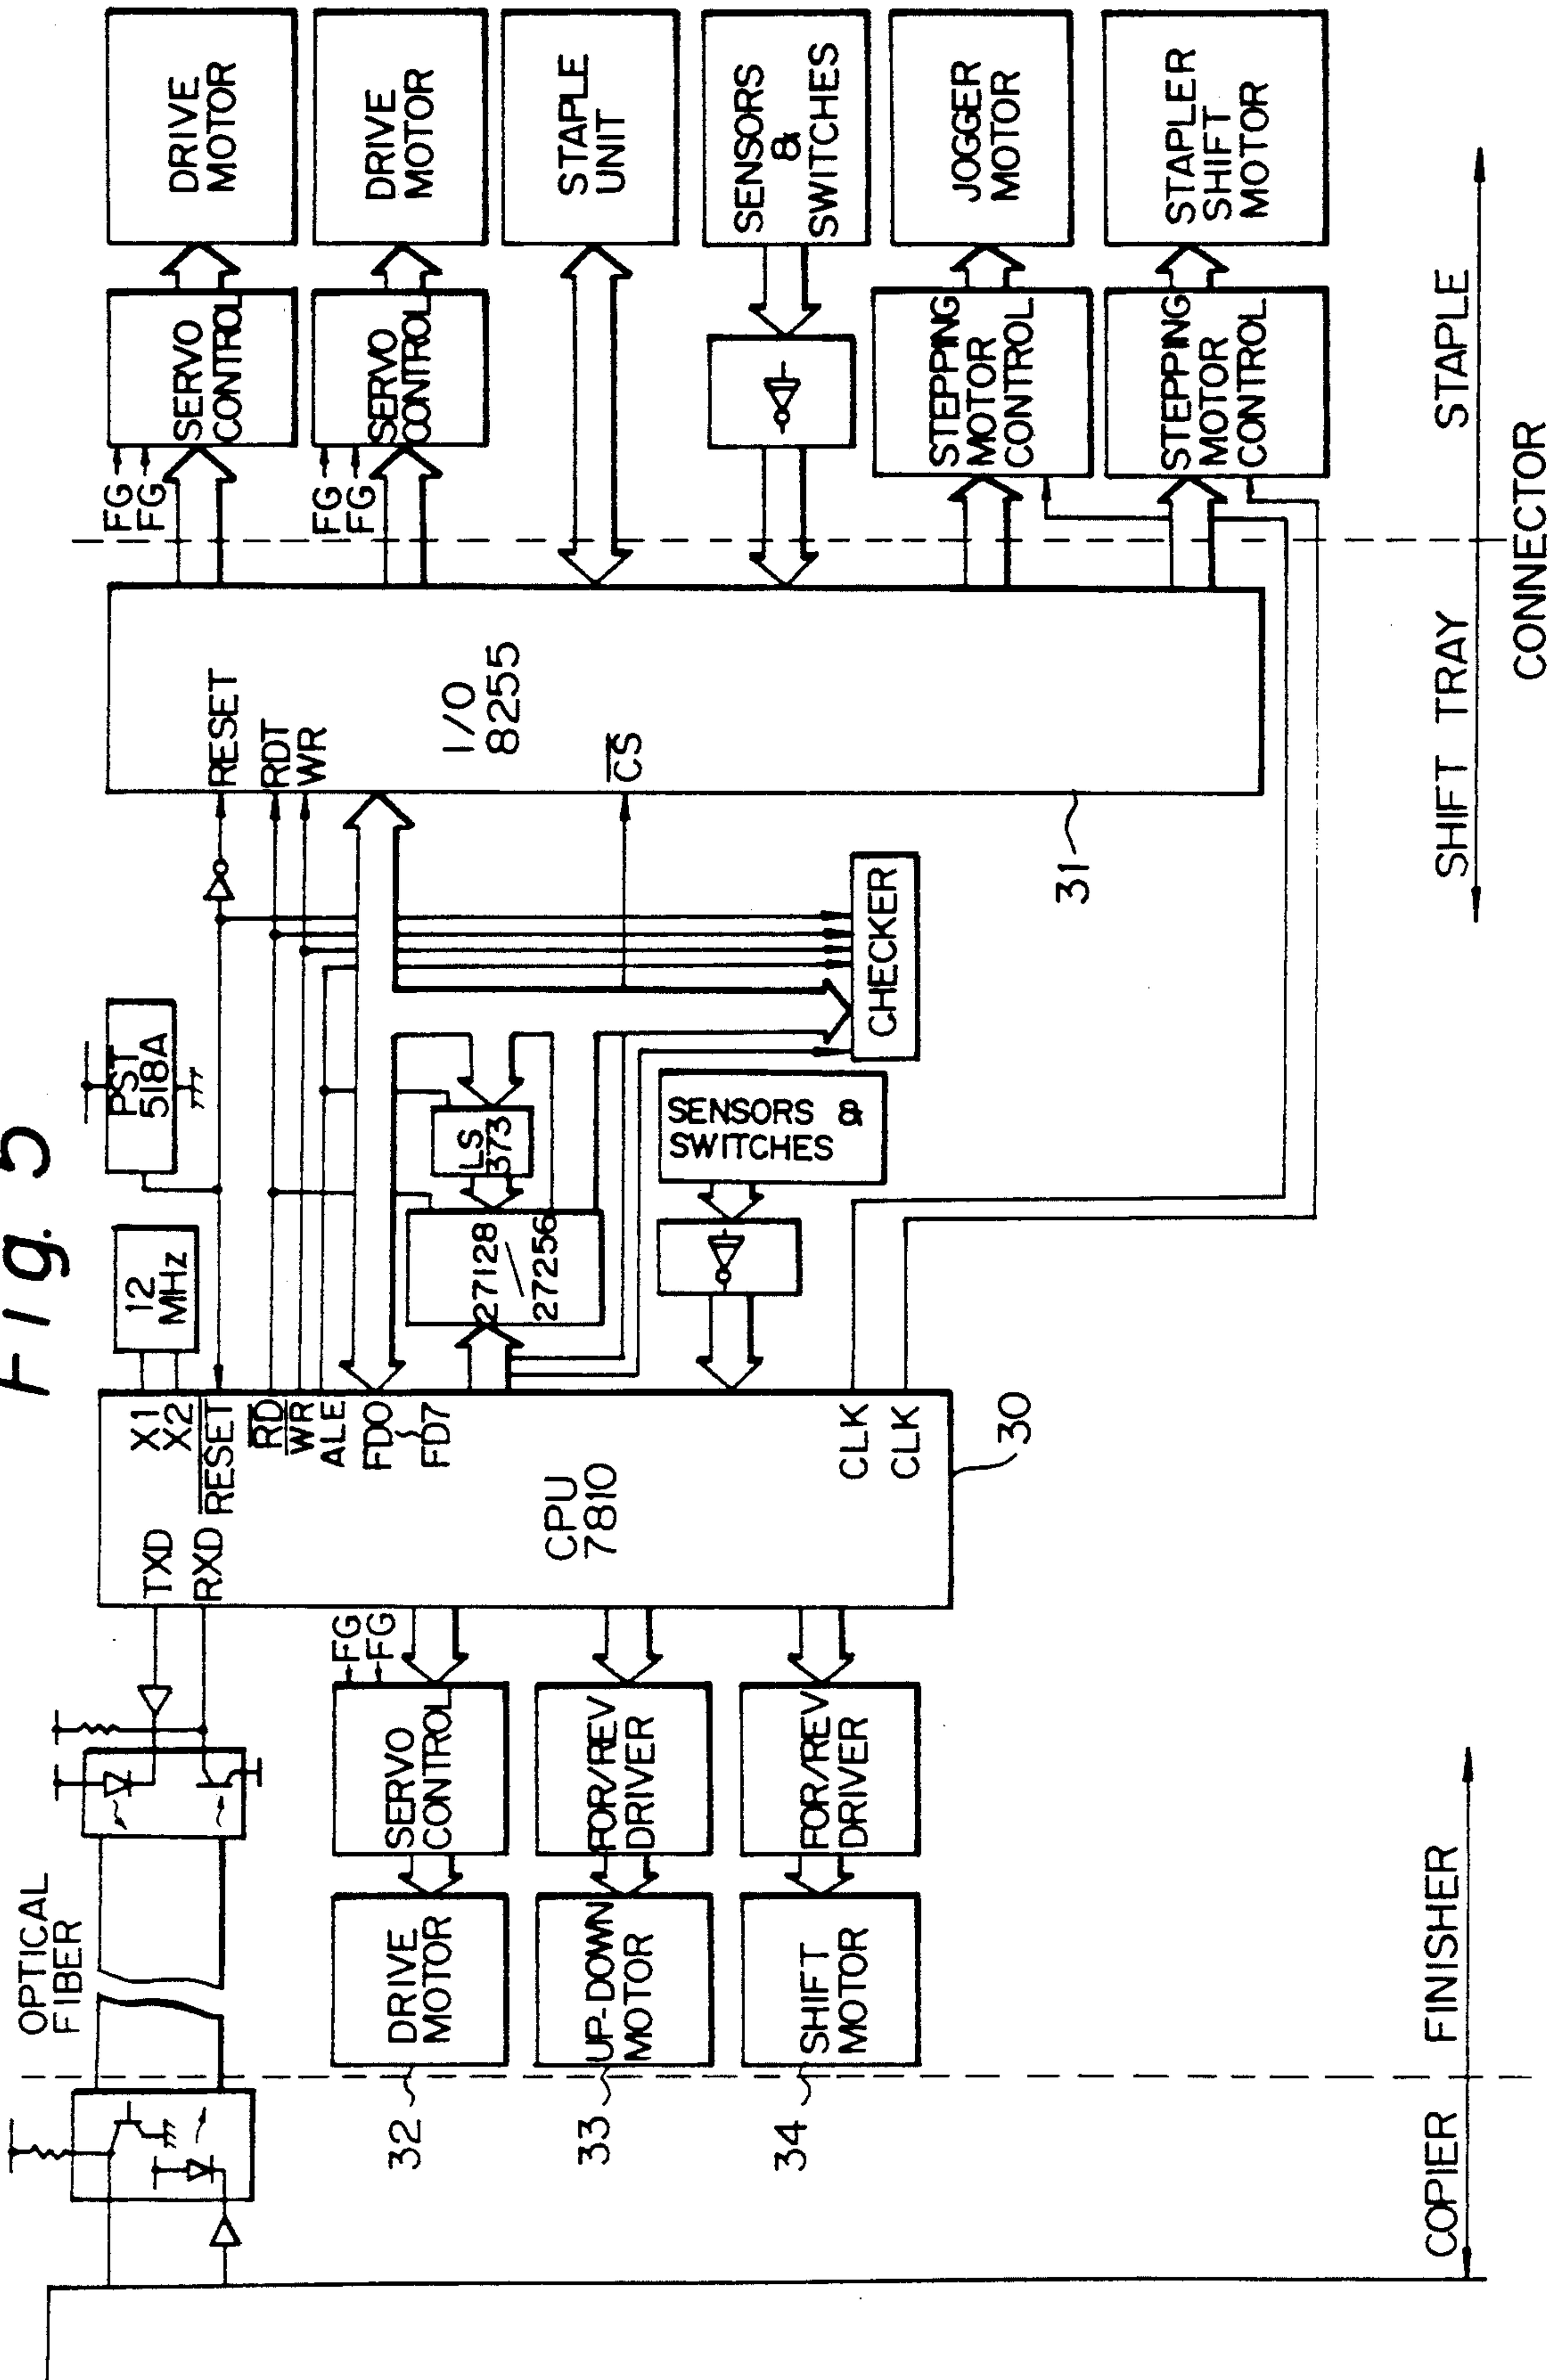 Fig. 5
OPTICAL
FIBER
12
MHz
PST
518A
TXD
RXD
X1
X2
RESET
RD
WR
ALE
FD0
FD7
CPU
7810
CLK
CLK
30
FG
FG
SERVO
CONTROL
DRIVE
MOTOR
32
FOR/REV
DRIVER
UP-DOWN
MOTOR
33
FOR/REV
DRIVER
SHIFT
MOTOR
34
LS
373
27128
27256
SENSORS &
SWITCHES
CHECKER
RESET
RDT
WR
I/O
8255
CS
31
FG
FG
SERVO
CONTROL
DRIVE
MOTOR
FG
FG
SERVO
CONTROL
DRIVE
MOTOR
STAPLE
UNIT
SENSORS
&
SWITCHES
STEPPING
MOTOR
CONTROL
JOGGER
MOTOR
STEPPING
MOTOR
CONTROL
STAPLER
SHIFT
MOTOR
COPIER
FINISHER
SHIFT TRAY
STAPLE
CONNECTOR